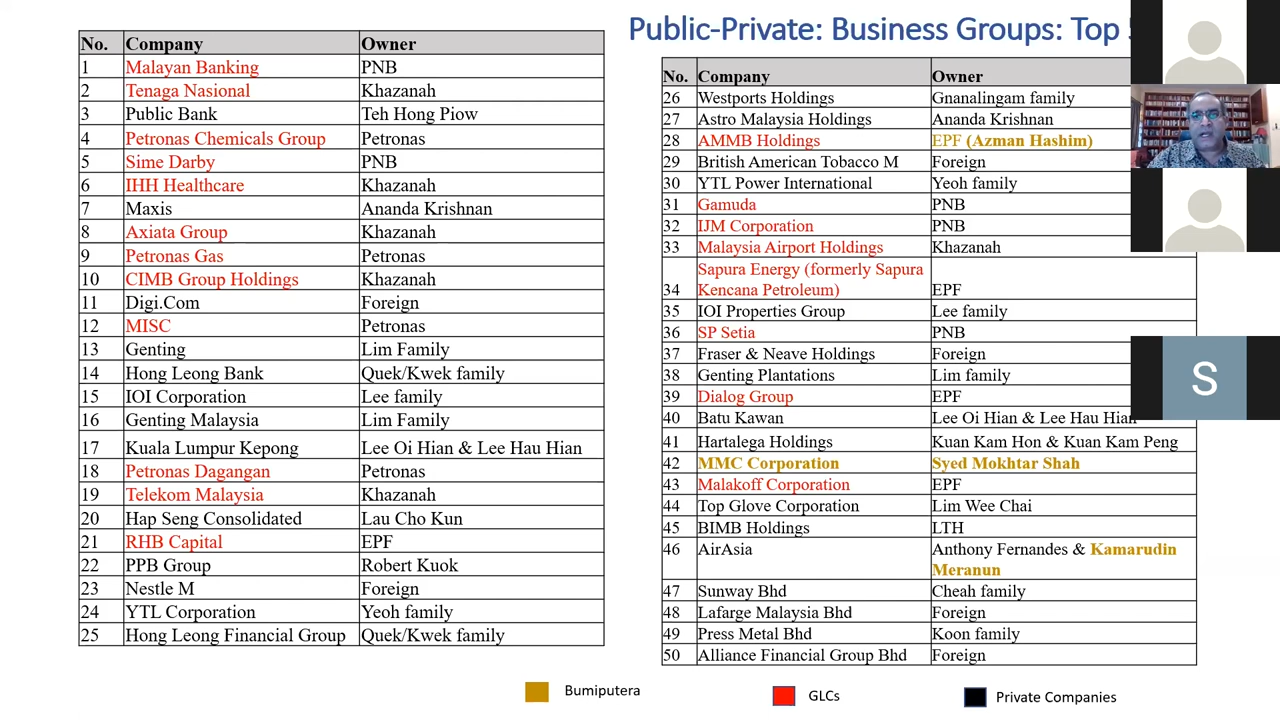 Public-Private: Business Groups: Top
No. Company Owner
1 Malayan Banking PNB
2 Tenaga Nasional Khazanah
3 Public Bank Teh Hong Piow
4 Petronas Chemicals Group Petronas
5 Sime Darby PNB
6 IHH Healthcare Khazanah
7 Maxis Ananda Krishnan
8 Axiata Group Khazanah
9 Petronas Gas Petronas
10 CIMB Group Holdings Khazanah
11 Digi.Com Foreign
12 MISC Petronas
13 Genting Lim Family
14 Hong Leong Bank Quek/Kwek family
15 IOI Corporation Lee family
16 Genting Malaysia Lim Family
17 Kuala Lumpur Kepong Lee Oi Hian & Lee Hau Hian
18 Petronas Dagangan Petronas
19 Telekom Malaysia Khazanah
20 Hap Seng Consolidated Lau Cho Kun
21 RHB Capital EPF
22 PPB Group Robert Kuok
23 Nestle M Foreign
24 YTL Corporation Yeoh family
25 Hong Leong Financial Group Quek/Kwek family
No. Company Owner
26 Westports Holdings Gnanalingam family
27 Astro Malaysia Holdings Ananda Krishnan
28 AMMB Holdings EPF (Azman Hashim)
29 British American Tobacco M Foreign
30 YTL Power International Yeoh family
31 Gamuda PNB
32 IJM Corporation PNB
33 Malaysia Airport Holdings Khazanah
Sapura Energy (formerly Sapura
34 Kencana Petroleum) EPF
35 IOI Properties Group Lee family
36 SP Setia PNB
37 Fraser & Neave Holdings Foreign
38 Genting Plantations Lim family
39 Dialog Group EPF
40 Batu Kawan Lee Oi Hian & Lee Hau Hian
41 Hartalega Holdings Kuan Kam Hon & Kuan Kam Peng
42 MMC Corporation Syed Mokhtar Shah
43 Malakoff Corporation EPF
44 Top Glove Corporation Lim Wee Chai
45 BIMB Holdings LTH
46 AirAsia Anthony Fernandes & Kamarudin
Meranun
47 Sunway Bhd Cheah family
48 Lafarge Malaysia Bhd Foreign
49 Press Metal Bhd Koon family
50 Alliance Financial Group Bhd Foreign
S
Bumiputera
GLCs
Private Companies